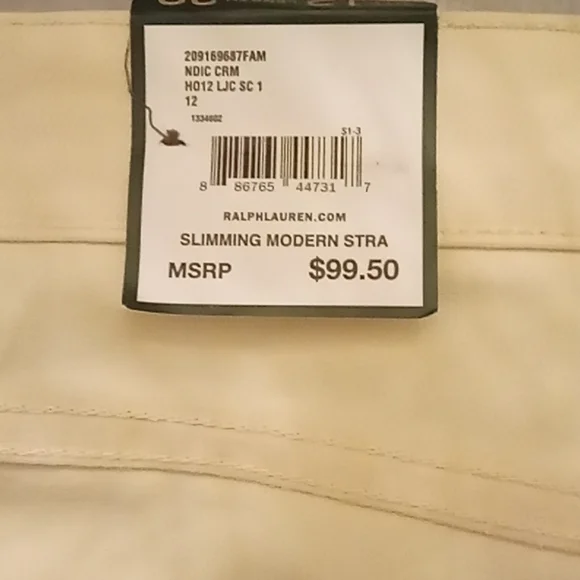 209169687FAM
NDIC CRM
HO12 LJC SC 1
12
1334602
S1-3
8 86765 44731 7
RALPHLAUREN.COM
SLIMMING MODERN STRA
MSRP $99.50